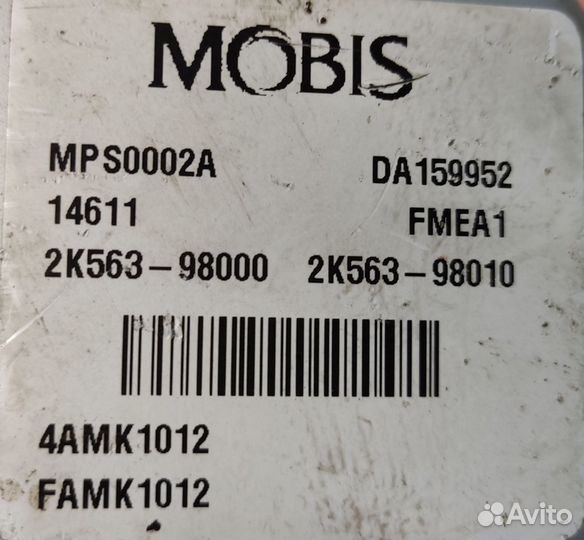 MOBIS
MPS0002A DA159952
14611 FMEA1
2K563-98000 2K563-98010
4AMK1012
FAMK1012
Avito